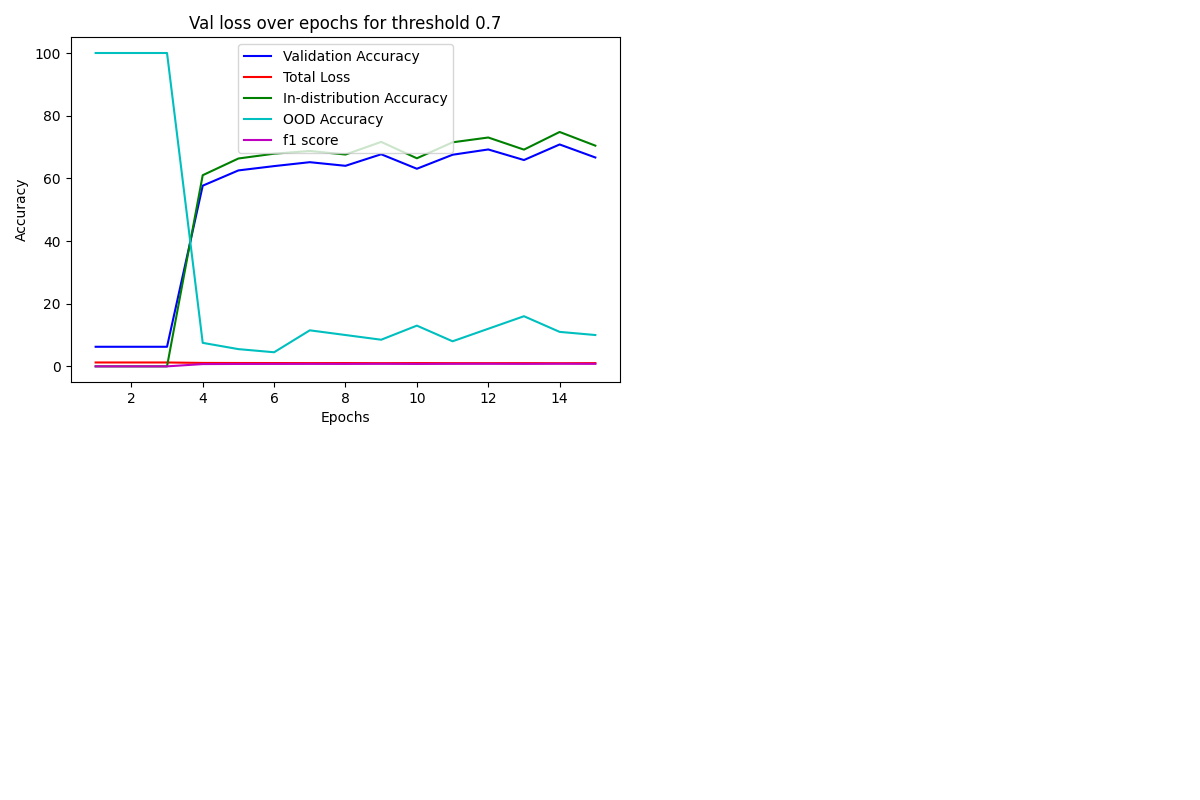 Val loss over epochs for threshold 0.7
Accuracy
100
80
60
40
20
0
Validation Accuracy
Total Loss
In-distribution Accuracy
OOD Accuracy
f1 score
2 4 6 8 10 12 14
Epochs